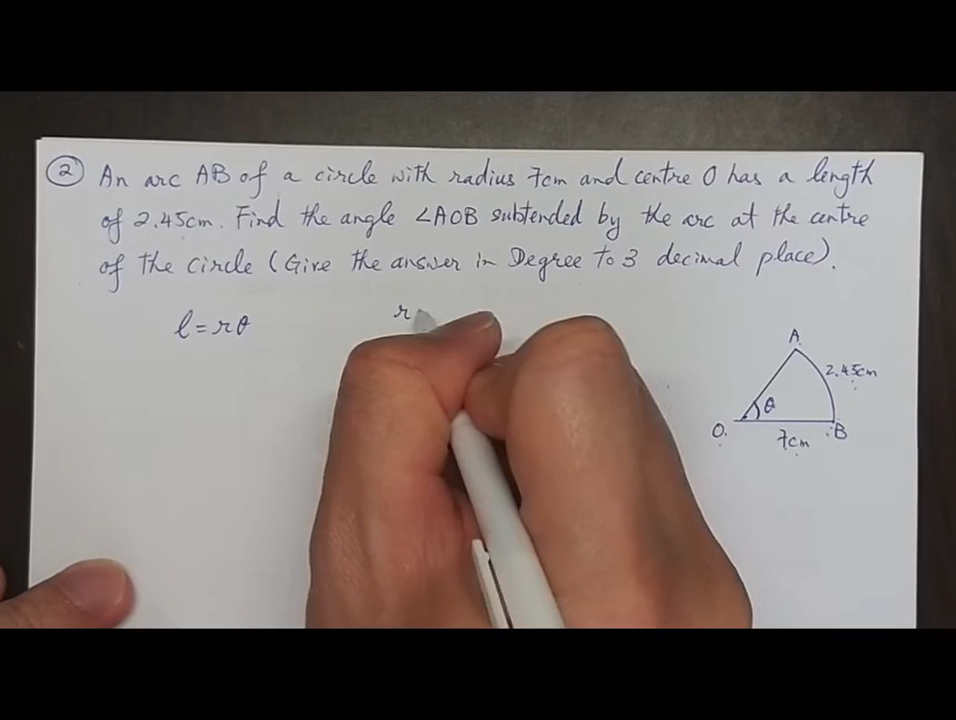 2 An arc AB of a circle with radius 7cm and centre O has a length
of 2.45cm. Find the angle ∠AOB subtended by the arc at the centre
of the circle (Give the answer in Degree to 3 decimal place).
l = rθ
r
A
2.45cm
θ
O
7cm
B